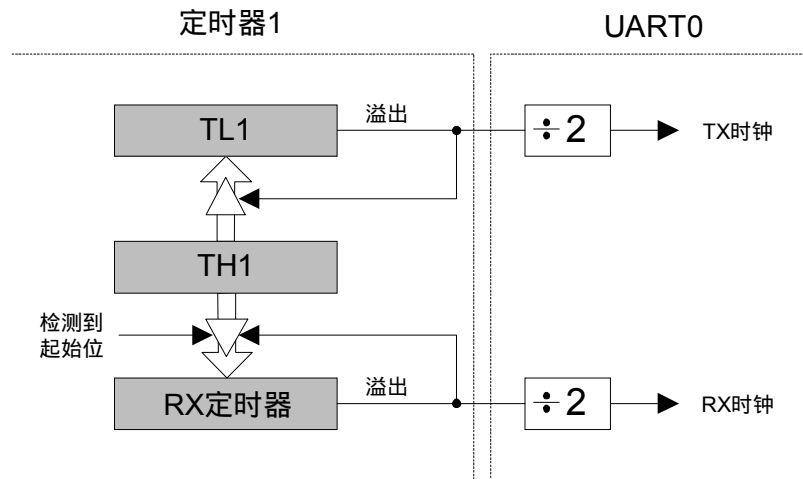 定时器1
UART0
TL1
溢出
÷2
TX时钟
TH1
检测到
起始位
RX定时器
溢出
÷2
RX时钟